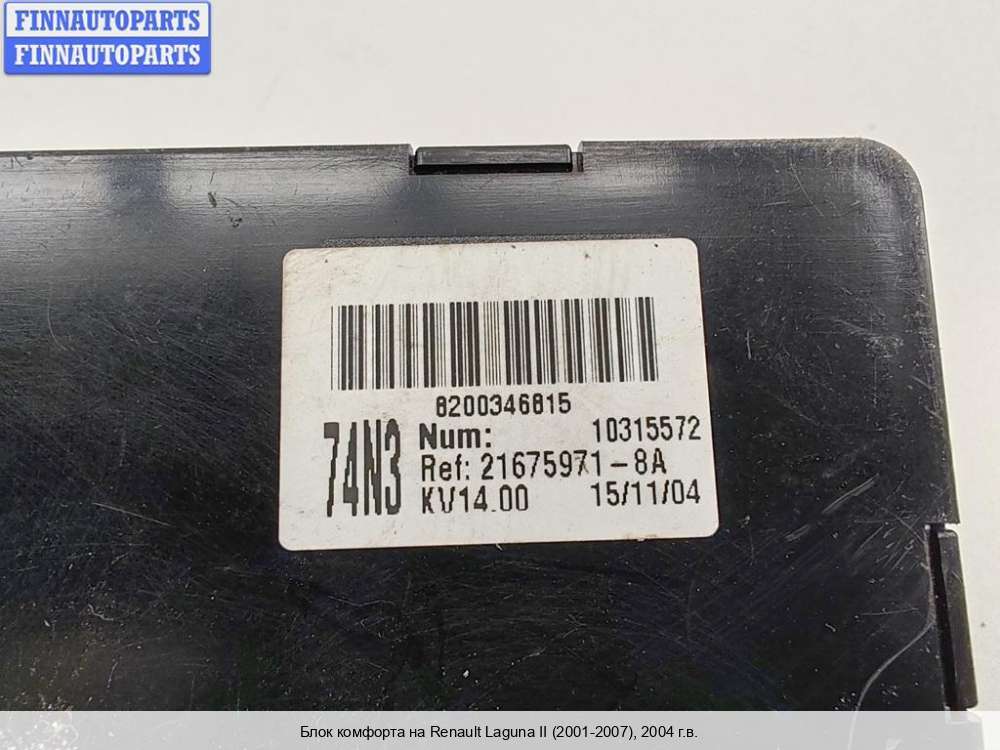 FINNAUTOPARTS
FINNAUTOPARTS
8200346815
74N3
Num: 10315572
Ref: 21675971-8A
KV14.00 15/11/04
Блок комфорта на Renault Laguna II (2001-2007), 2004 г.в.